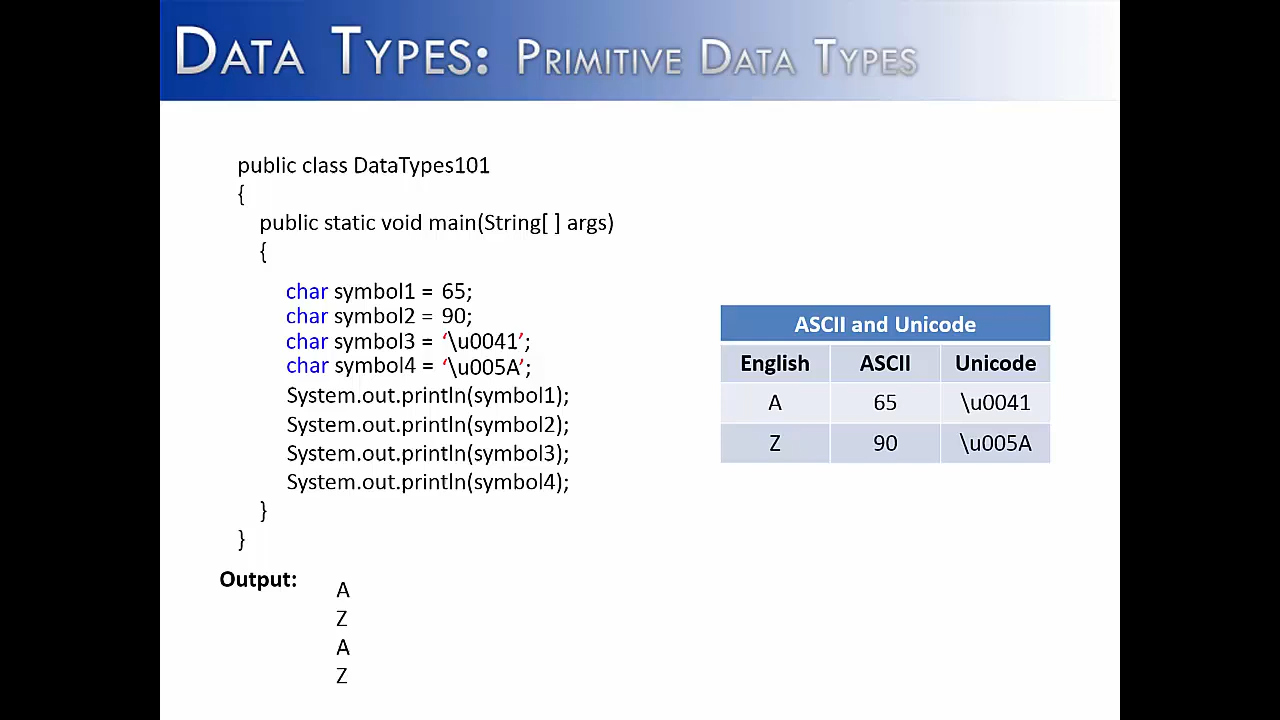 DATA TYPES: PRIMITIVE DATA TYPES
public class DataTypes101
{
public static void main(String[ ] args)
{
char symbol1 = 65;
char symbol2 = 90;
char symbol3 = ‘\u0041’;
char symbol4 = ‘\u005A’;
System.out.println(symbol1);
System.out.println(symbol2);
System.out.println(symbol3);
System.out.println(symbol4);
}
}
Output:
A
Z
A
Z
ASCII and Unicode
English ASCII Unicode
A 65 \u0041
Z 90 \u005A